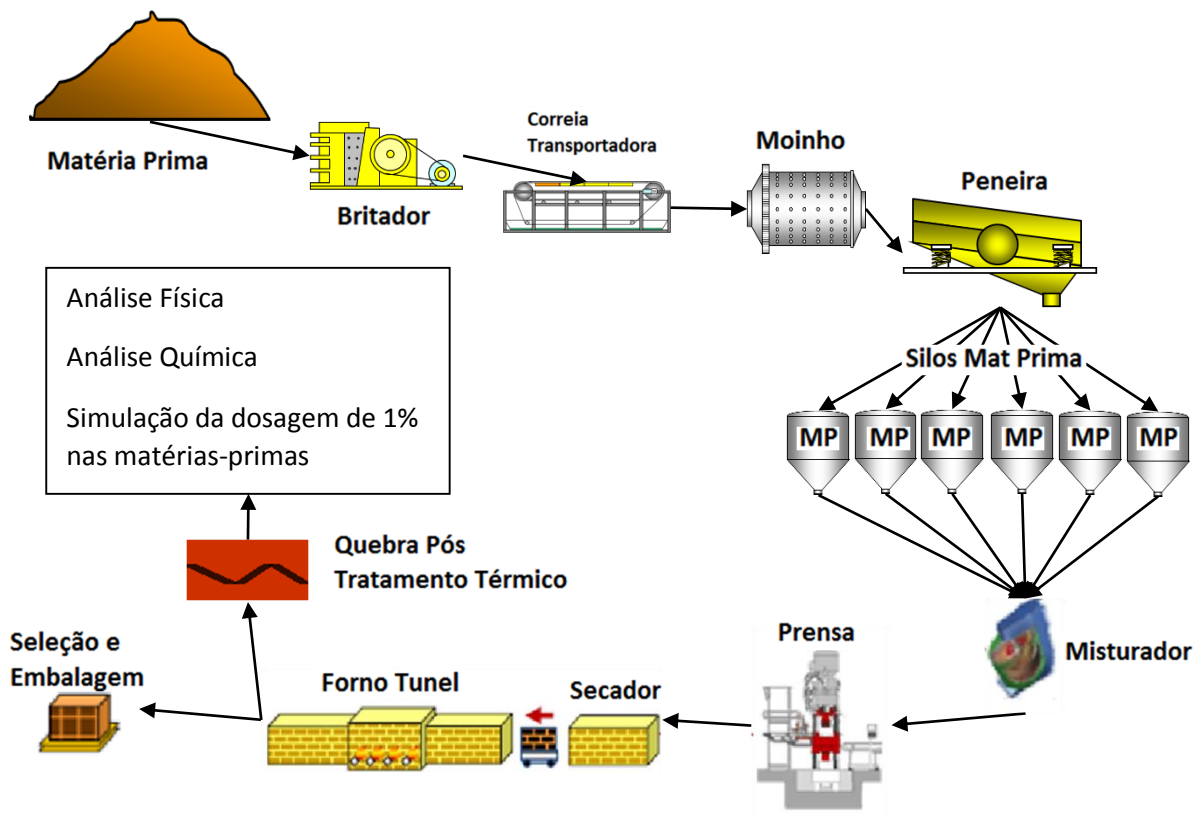 Matéria Prima
Britador
Correia
Transportadora
Moinho
Peneira
Silos Mat Prima
MP
MP
MP
MP
MP
MP
Misturador
Prensa
Secador
Forno Tunel
Seleção e
Embalagem
Quebra Pós
Tratamento Térmico
Análise Física
Análise Química
Simulação da dosagem de 1%
nas matérias-primas